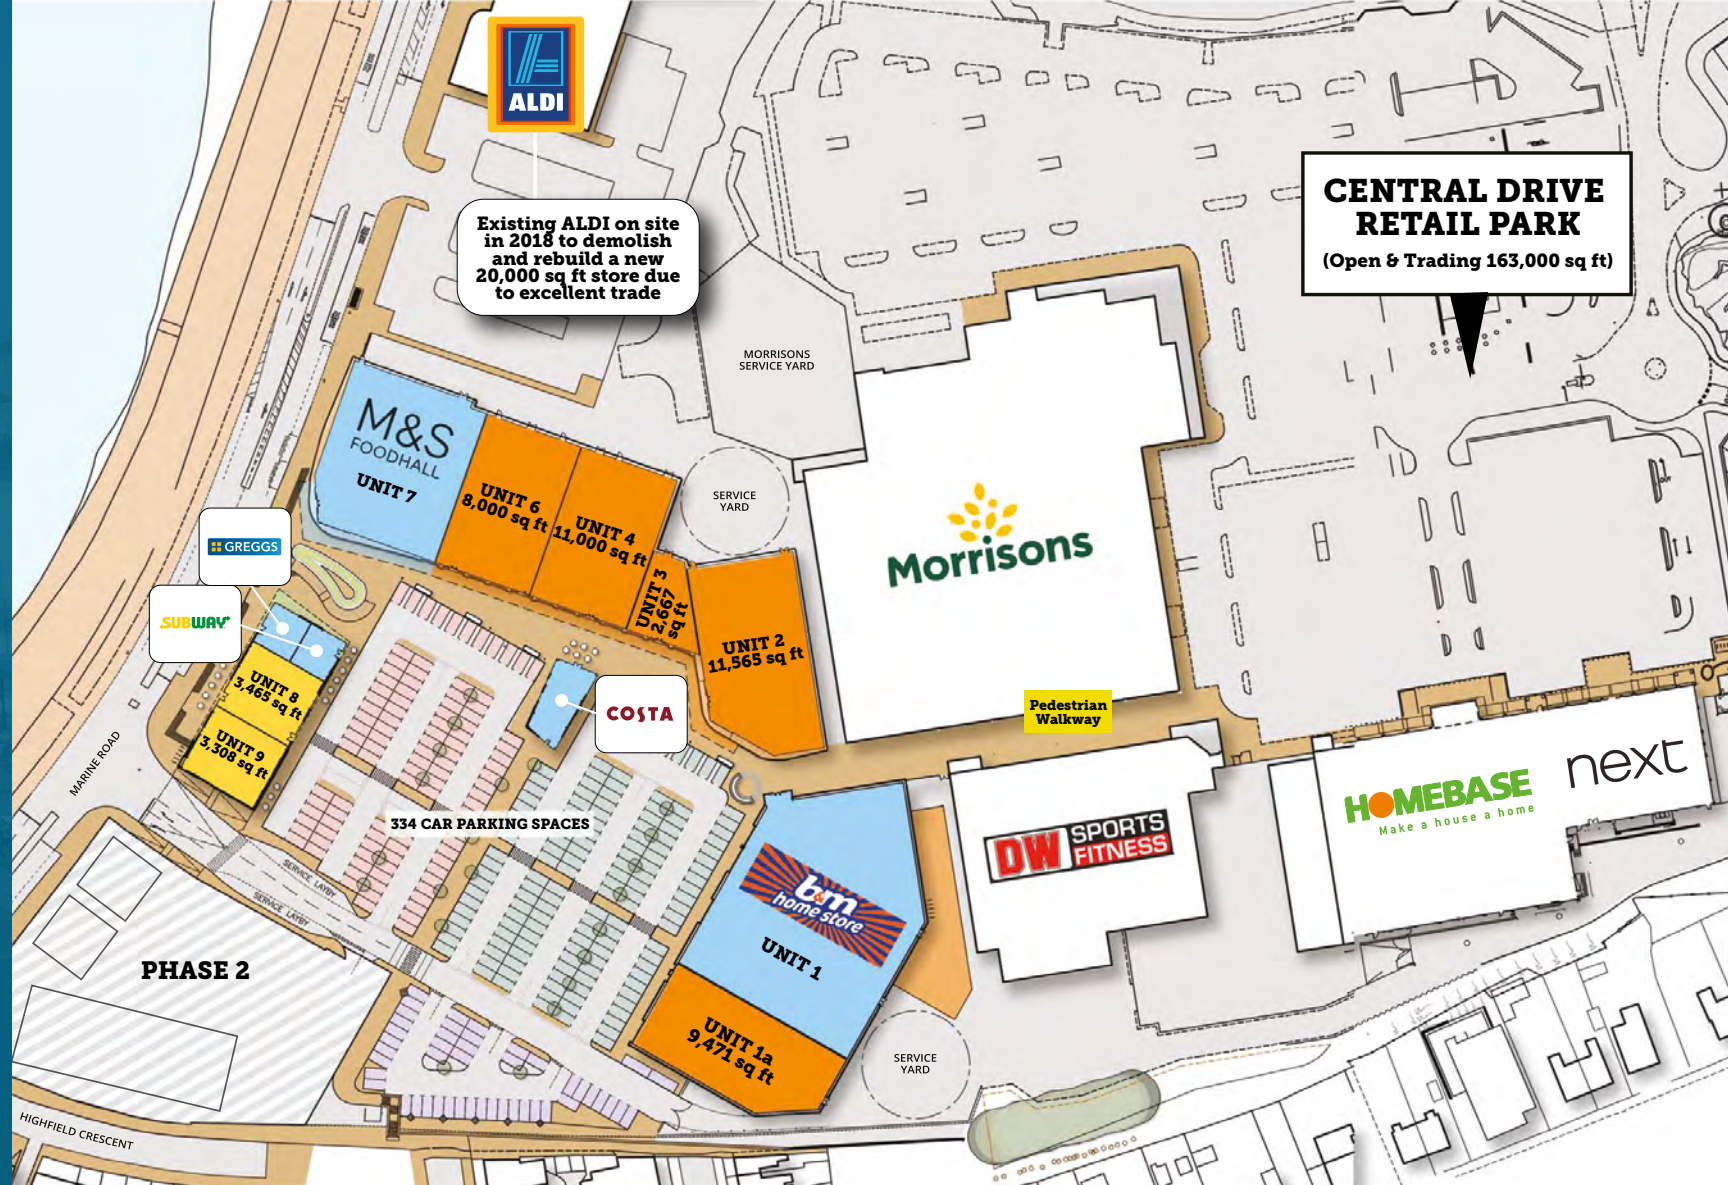 ALDI
Existing ALDI on site
in 2018 to demolish
and rebuild a new
20,000 sq ft store due
to excellent trade
CENTRAL DRIVE
RETAIL PARK
(Open & Trading 163,000 sq ft)
MORRISONS
SERVICE YARD
M&S
FOODHALL
UNIT 7
UNIT 6
8,000 sq ft
UNIT 4
11,000 sq ft
SERVICE
YARD
UNIT 3
2,667
sq ft
UNIT 2
11,565 sq ft
Morrisons
GREGGS
SUBWAY
UNIT 8
3,465 sq ft
UNIT 9
3,308 sq ft
COSTA
Pedestrian
Walkway
MARINE ROAD
334 CAR PARKING SPACES
SERVICE LAYBY
SERVICE LAYBY
b&m
home store
UNIT 1
UNIT 1a
9,471 sq ft
DW SPORTS
FITNESS
HOMEBASE
Make a house a home
next
PHASE 2
SERVICE
YARD
HIGHFIELD CRESCENT
OUT